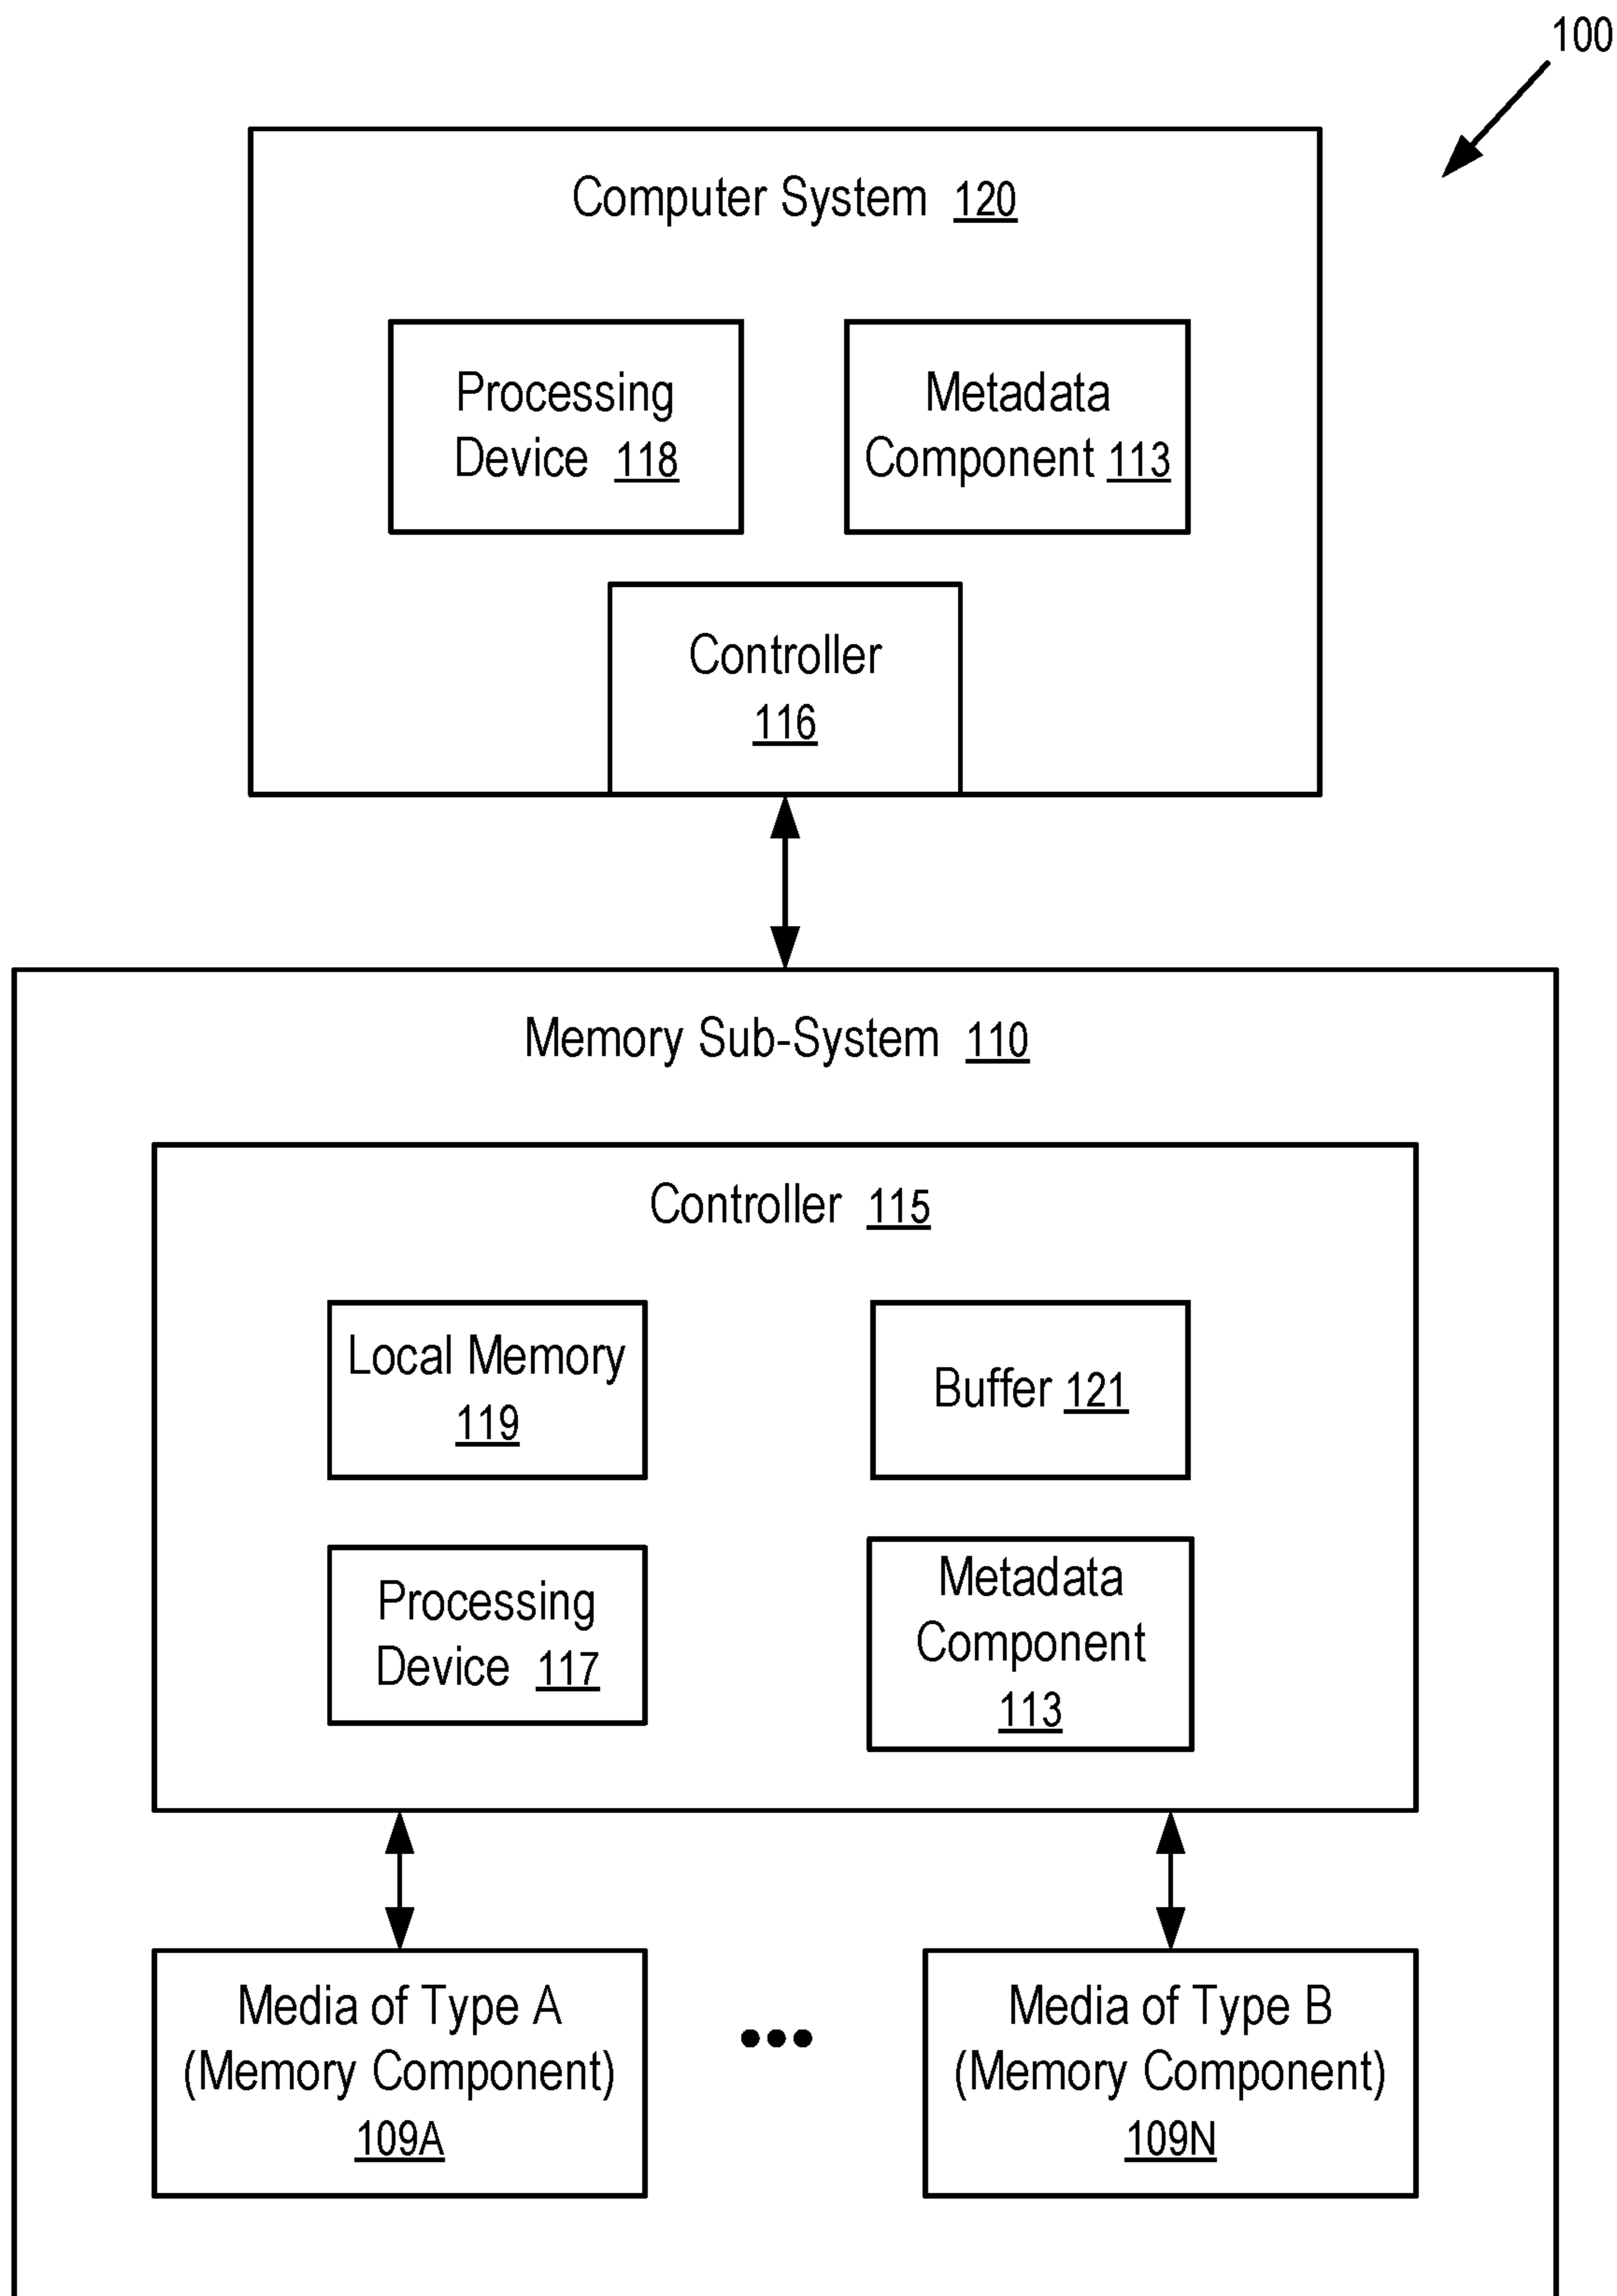 100
Computer System 120
Processing
Device 118
Metadata
Component 113
Controller
116
Memory Sub-System 110
Controller 115
Local Memory
119
Buffer 121
Processing
Device 117
Metadata
Component
113
Media of Type A
(Memory Component)
109A
Media of Type B
(Memory Component)
109N